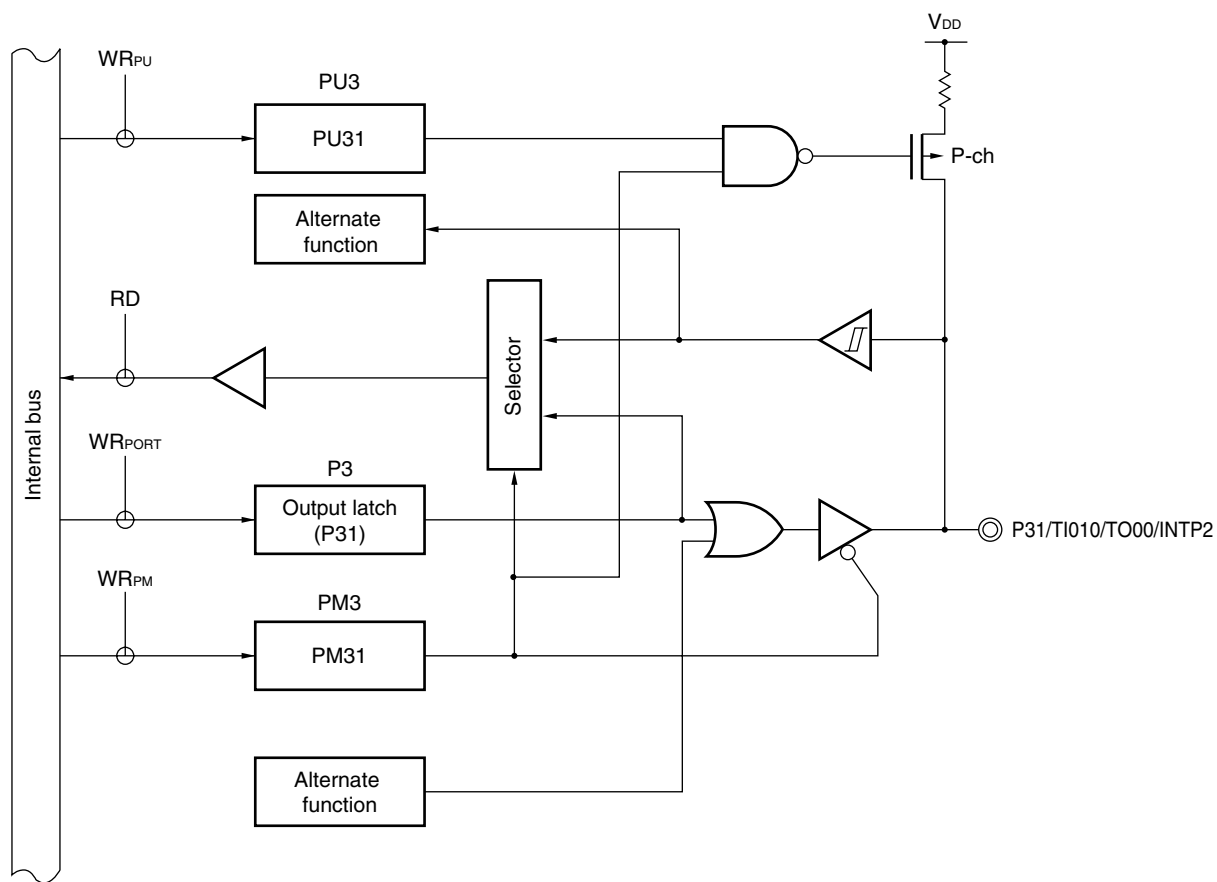 VDD
WRPU
PU3
PU31
P-ch
Alternate
function
RD
Selector
Internal bus
WRPORT
P3
Output latch
(P31)
P31/TI010/TO00/INTP2
WRPM
PM3
PM31
Alternate
function